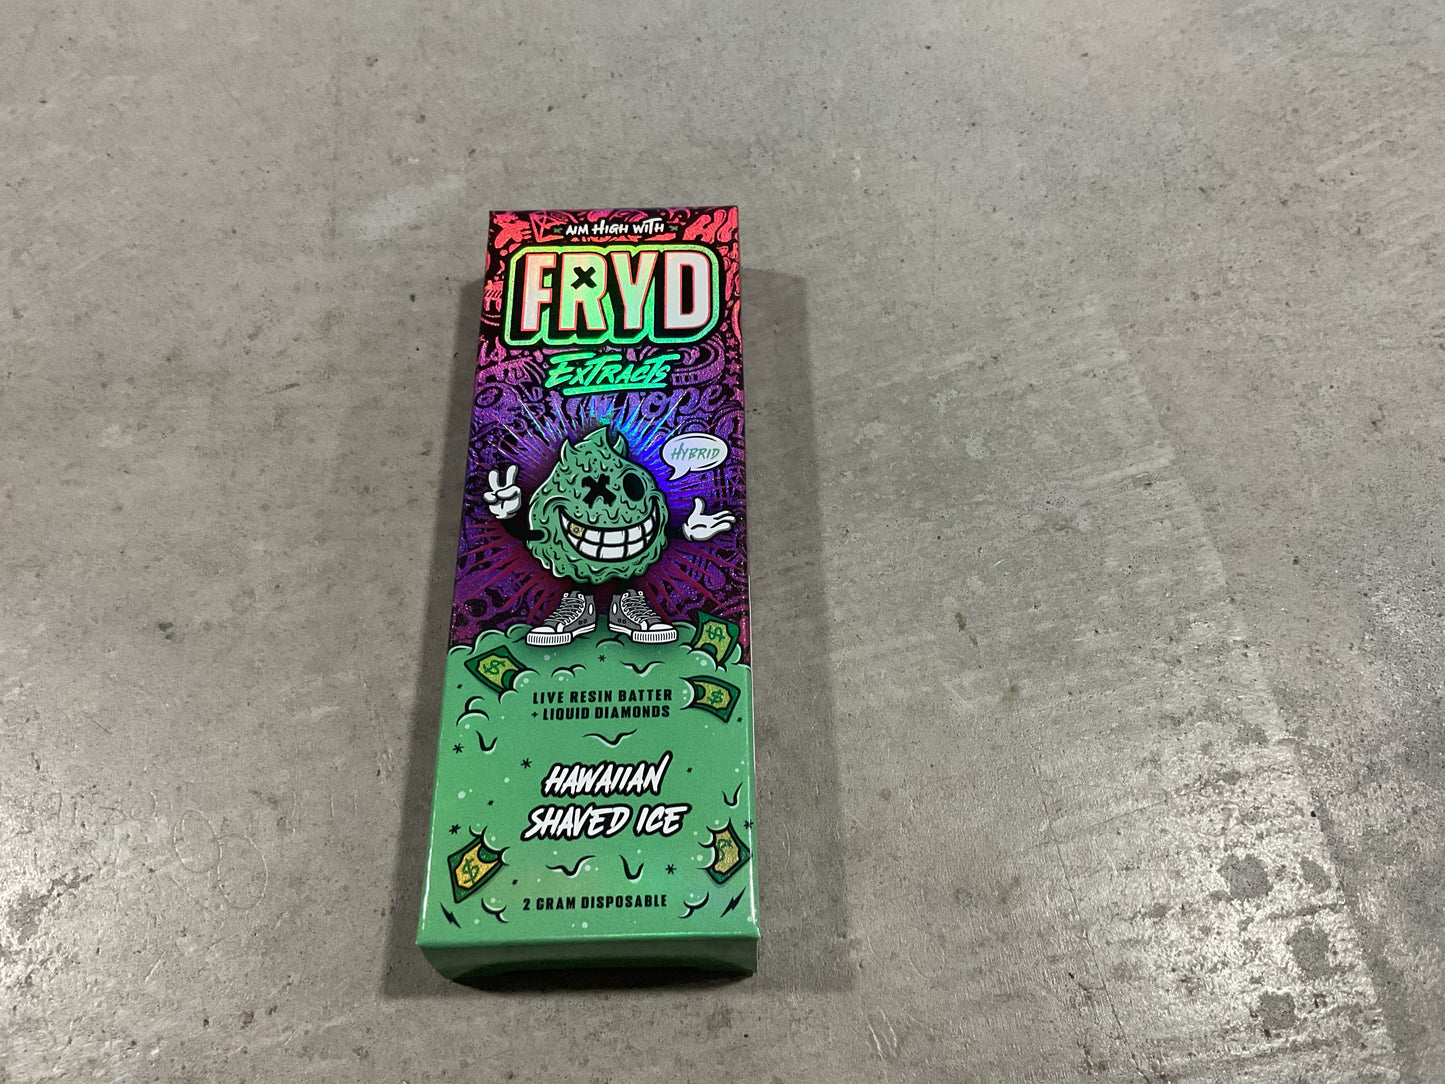 AIM HIGH WITH
FRYD
EXTRACTS
HYBRID
LIVE RESIN BATTER
+ LIQUID DIAMONDS
HAWAIIAN
SHAVED ICE
2 GRAM DISPOSABLE